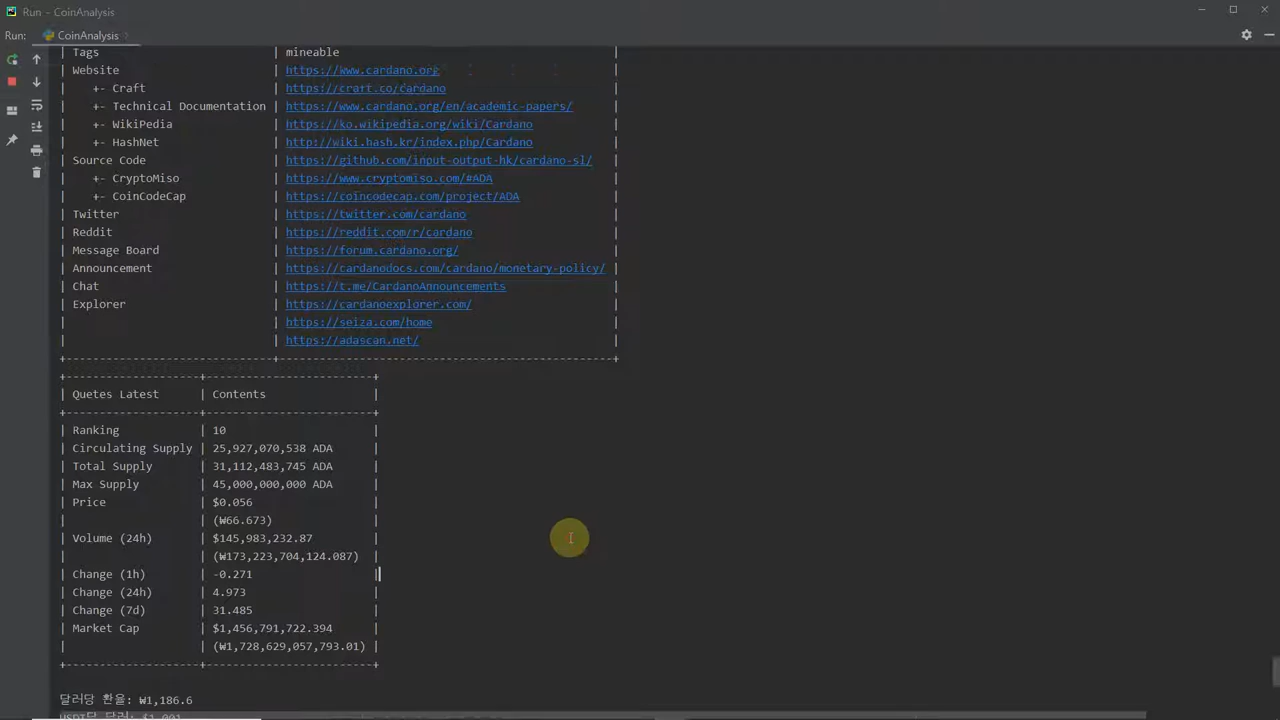 Run – CoinAnalysis
Run: CoinAnalysis
| Tags | mineable |
| Website | https://www.cardano.org |
| +- Craft | https://craft.co/cardano |
| +- Technical Documentation | https://www.cardano.org/en/academic-papers/ |
| +- WikiPedia | https://ko.wikipedia.org/wiki/Cardano |
| +- HashNet | http://wiki.hash.kr/index.php/Cardano |
| Source Code | https://github.com/input-output-hk/cardano-sl/ |
| +- CryptoMiso | https://www.cryptomiso.com/#ADA |
| +- CoinCodeCap | https://coincodecap.com/project/ADA |
| Twitter | https://twitter.com/cardano |
| Reddit | https://reddit.com/r/cardano |
| Message Board | https://forum.cardano.org/ |
| Announcement | https://cardanodocs.com/cardano/monetary-policy/ |
| Chat | https://t.me/CardanoAnnouncements |
| Explorer | https://cardanoexplorer.com/ |
| | https://seiza.com/home |
| | https://adascan.net/ |
| Quetes Latest | Contents |
| Ranking | 10 |
| Circulating Supply | 25,927,070,538 ADA |
| Total Supply | 31,112,483,745 ADA |
| Max Supply | 45,000,000,000 ADA |
| Price | $0.056 |
| | (₩66.673) |
| Volume (24h) | $145,983,232.87 |
| | (₩173,223,704,124.087) |
| Change (1h) | -0.271 |
| Change (24h) | 4.973 |
| Change (7d) | 31.485 |
| Market Cap | $1,456,791,722.394 |
| | (₩1,728,629,057,793.01) |
달러당 환율: ₩1,186.6
USDT당 달러: $1.001